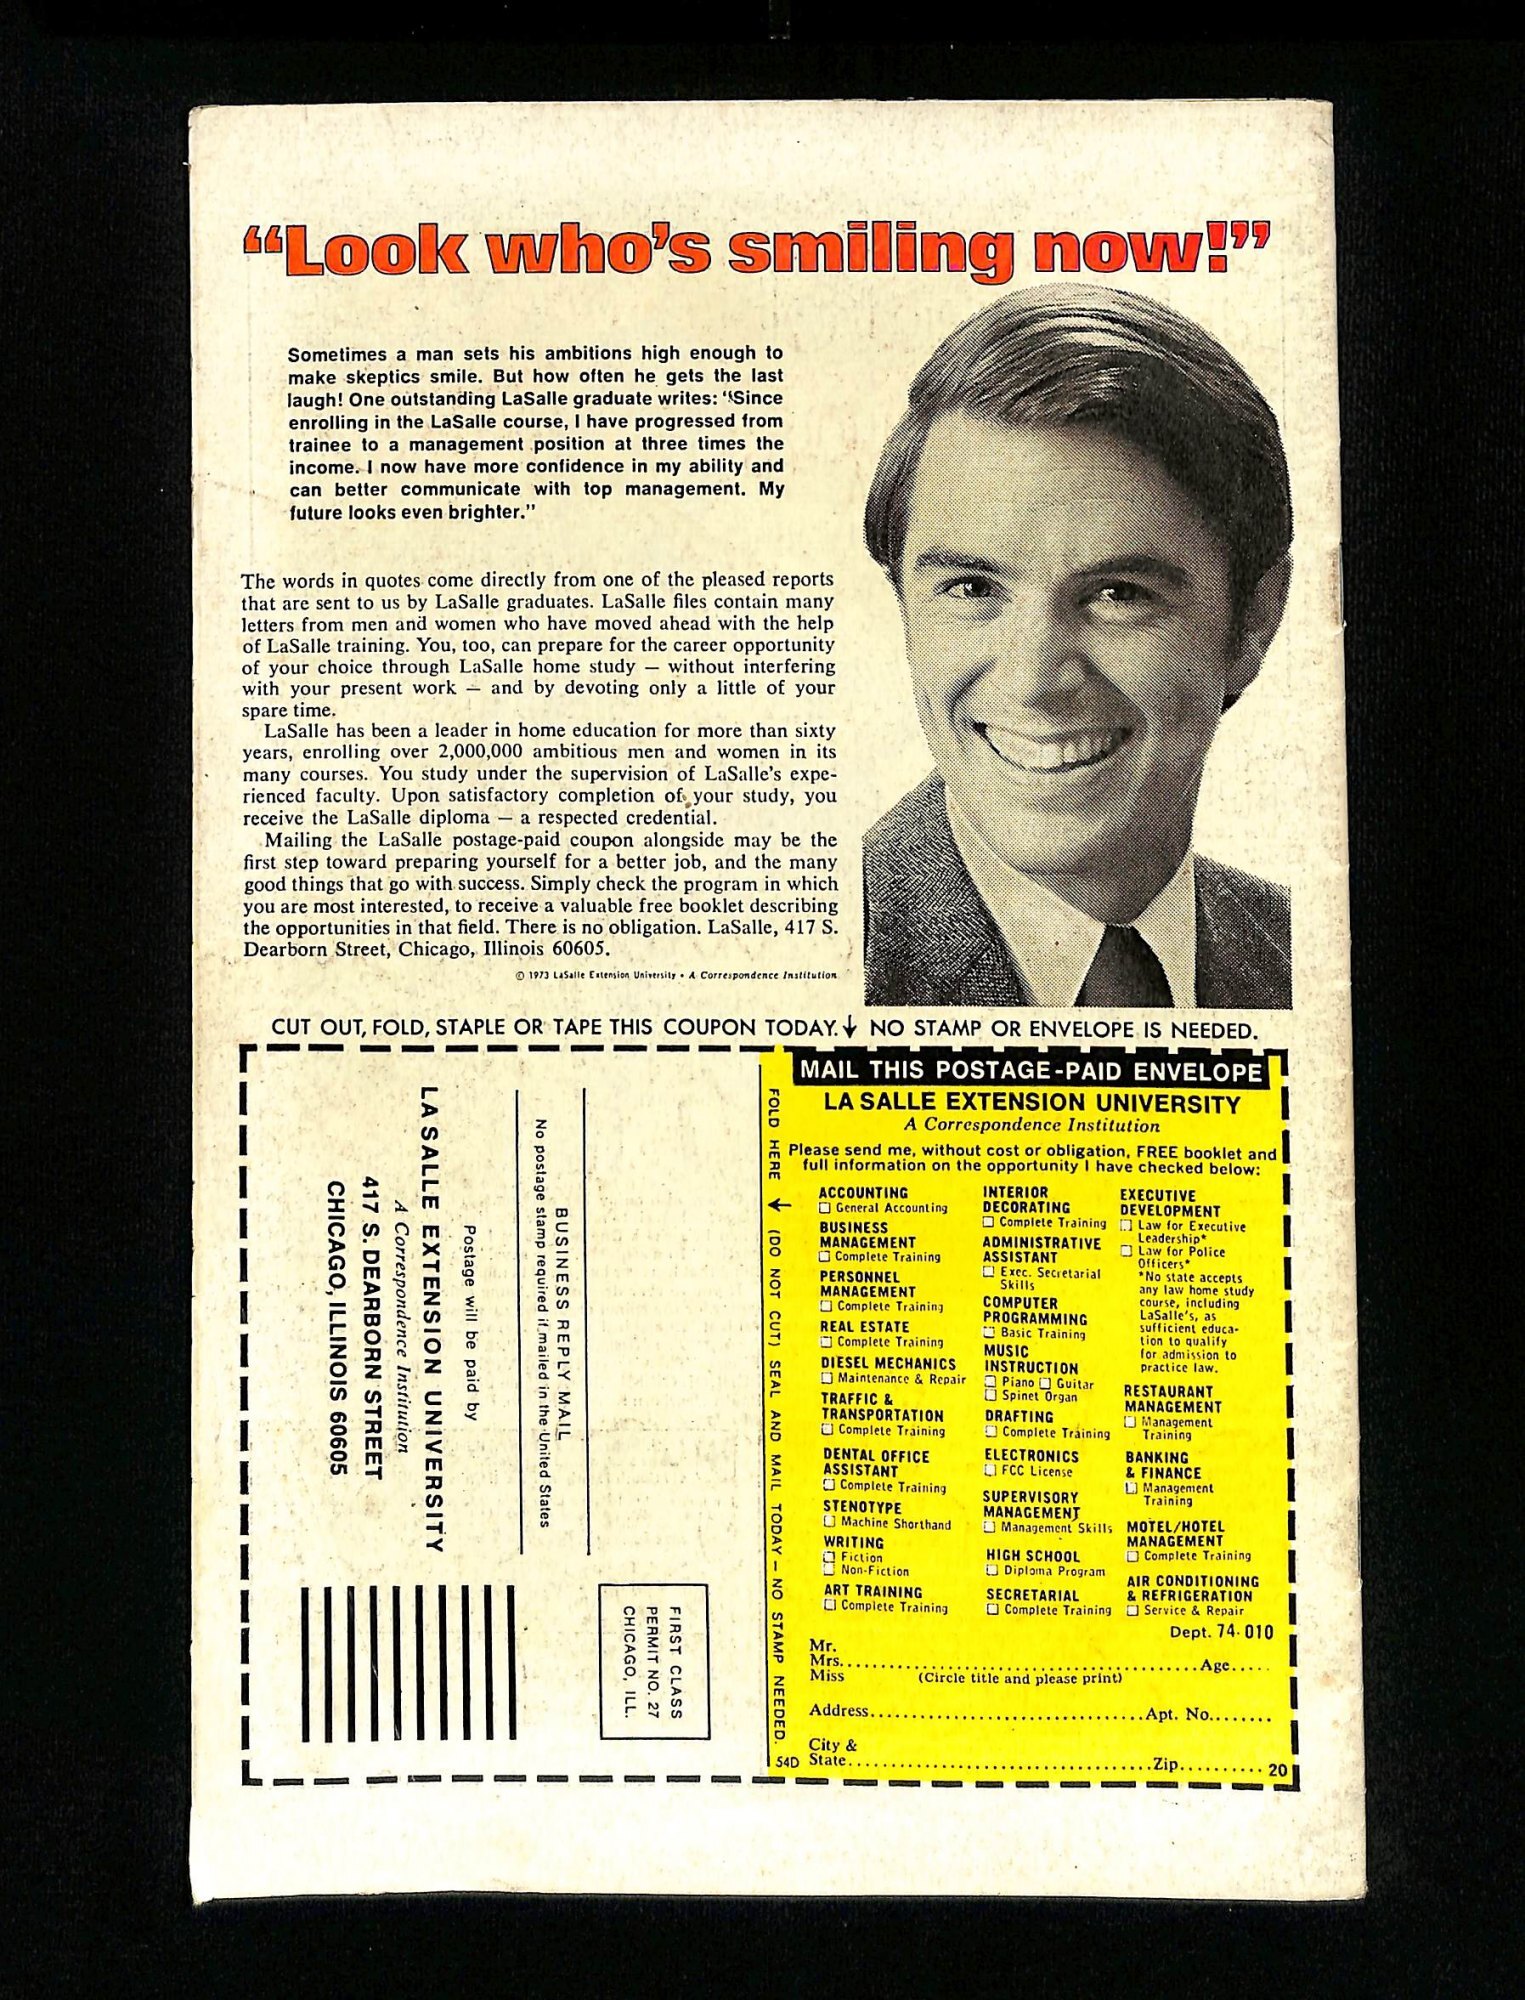 “Look who’s smiling now!”
Sometimes a man sets his ambitions high enough to
make skeptics smile. But how often he gets the last
laugh! One outstanding LaSalle graduate writes: “Since
enrolling in the LaSalle course, I have progressed from
trainee to a management position at three times the
income. I now have more confidence in my ability and
can better communicate with top management. My
future looks even brighter.”
The words in quotes come directly from one of the pleased reports
that are sent to us by LaSalle graduates. LaSalle files contain many
letters from men and women who have moved ahead with the help
of LaSalle training. You, too, can prepare for the career opportunity
of your choice through LaSalle home study — without interfering
with your present work — and by devoting only a little of your
spare time.
LaSalle has been a leader in home education for more than sixty
years, enrolling over 2,000,000 ambitious men and women in its
many courses. You study under the supervision of LaSalle's expe-
rienced faculty. Upon satisfactory completion of your study, you
receive the LaSalle diploma — a respected credential.
Mailing the LaSalle postage-paid coupon alongside may be the
first step toward preparing yourself for a better job, and the many
good things that go with success. Simply check the program in which
you are most interested, to receive a valuable free booklet describing
the opportunities in that field. There is no obligation. LaSalle, 417 S.
Dearborn Street, Chicago, Illinois 60605.
© 1973 LaSalle Extension University • A Correspondence Institution
CUT OUT, FOLD, STAPLE OR TAPE THIS COUPON TODAY. ↓ NO STAMP OR ENVELOPE IS NEEDED.
FIRST CLASS
PERMIT NO. 27
CHICAGO, ILL.
BUSINESS REPLY MAIL
No postage stamp required if mailed in the United States
Postage will be paid by
LA SALLE EXTENSION UNIVERSITY
A Correspondence Institution
417 S. DEARBORN STREET
CHICAGO, ILLINOIS 60605
FOLD HERE ← (DO NOT CUT) SEAL AND MAIL TODAY — NO STAMP NEEDED.
MAIL THIS POSTAGE-PAID ENVELOPE
LA SALLE EXTENSION UNIVERSITY
A Correspondence Institution
Please send me, without cost or obligation, FREE booklet and
full information on the opportunity I have checked below:
ACCOUNTING
☐ General Accounting
BUSINESS
MANAGEMENT
☐ Complete Training
PERSONNEL
MANAGEMENT
☐ Complete Training
REAL ESTATE
☐ Complete Training
DIESEL MECHANICS
☐ Maintenance & Repair
TRAFFIC &
TRANSPORTATION
☐ Complete Training
DENTAL OFFICE
ASSISTANT
☐ Complete Training
STENOTYPE
☐ Machine Shorthand
WRITING
☐ Fiction
☐ Non-Fiction
ART TRAINING
☐ Complete Training
INTERIOR
DECORATING
☐ Complete Training
ADMINISTRATIVE
ASSISTANT
☐ Exec. Secretarial
Skills
COMPUTER
PROGRAMMING
☐ Basic Training
MUSIC
INSTRUCTION
☐ Piano ☐ Guitar
☐ Spinet Organ
DRAFTING
☐ Complete Training
ELECTRONICS
☐ FCC License
SUPERVISORY
MANAGEMENT
☐ Management Skills
HIGH SCHOOL
☐ Diploma Program
SECRETARIAL
☐ Complete Training
EXECUTIVE
DEVELOPMENT
☐ Law for Executive
Leadership*
☐ Law for Police
Officers*
*No state accepts
any law home study
course, including
LaSalle's, as
sufficient educa-
tion to qualify
for admission to
practice law.
RESTAURANT
MANAGEMENT
☐ Management
Training
BANKING
& FINANCE
☐ Management
Training
MOTEL/HOTEL
MANAGEMENT
☐ Complete Training
AIR CONDITIONING
& REFRIGERATION
☐ Service & Repair
Dept. 74-010
Mr.
Mrs. Age
Miss (Circle title and please print)
Address Apt. No.
City &
State Zip 20
54D